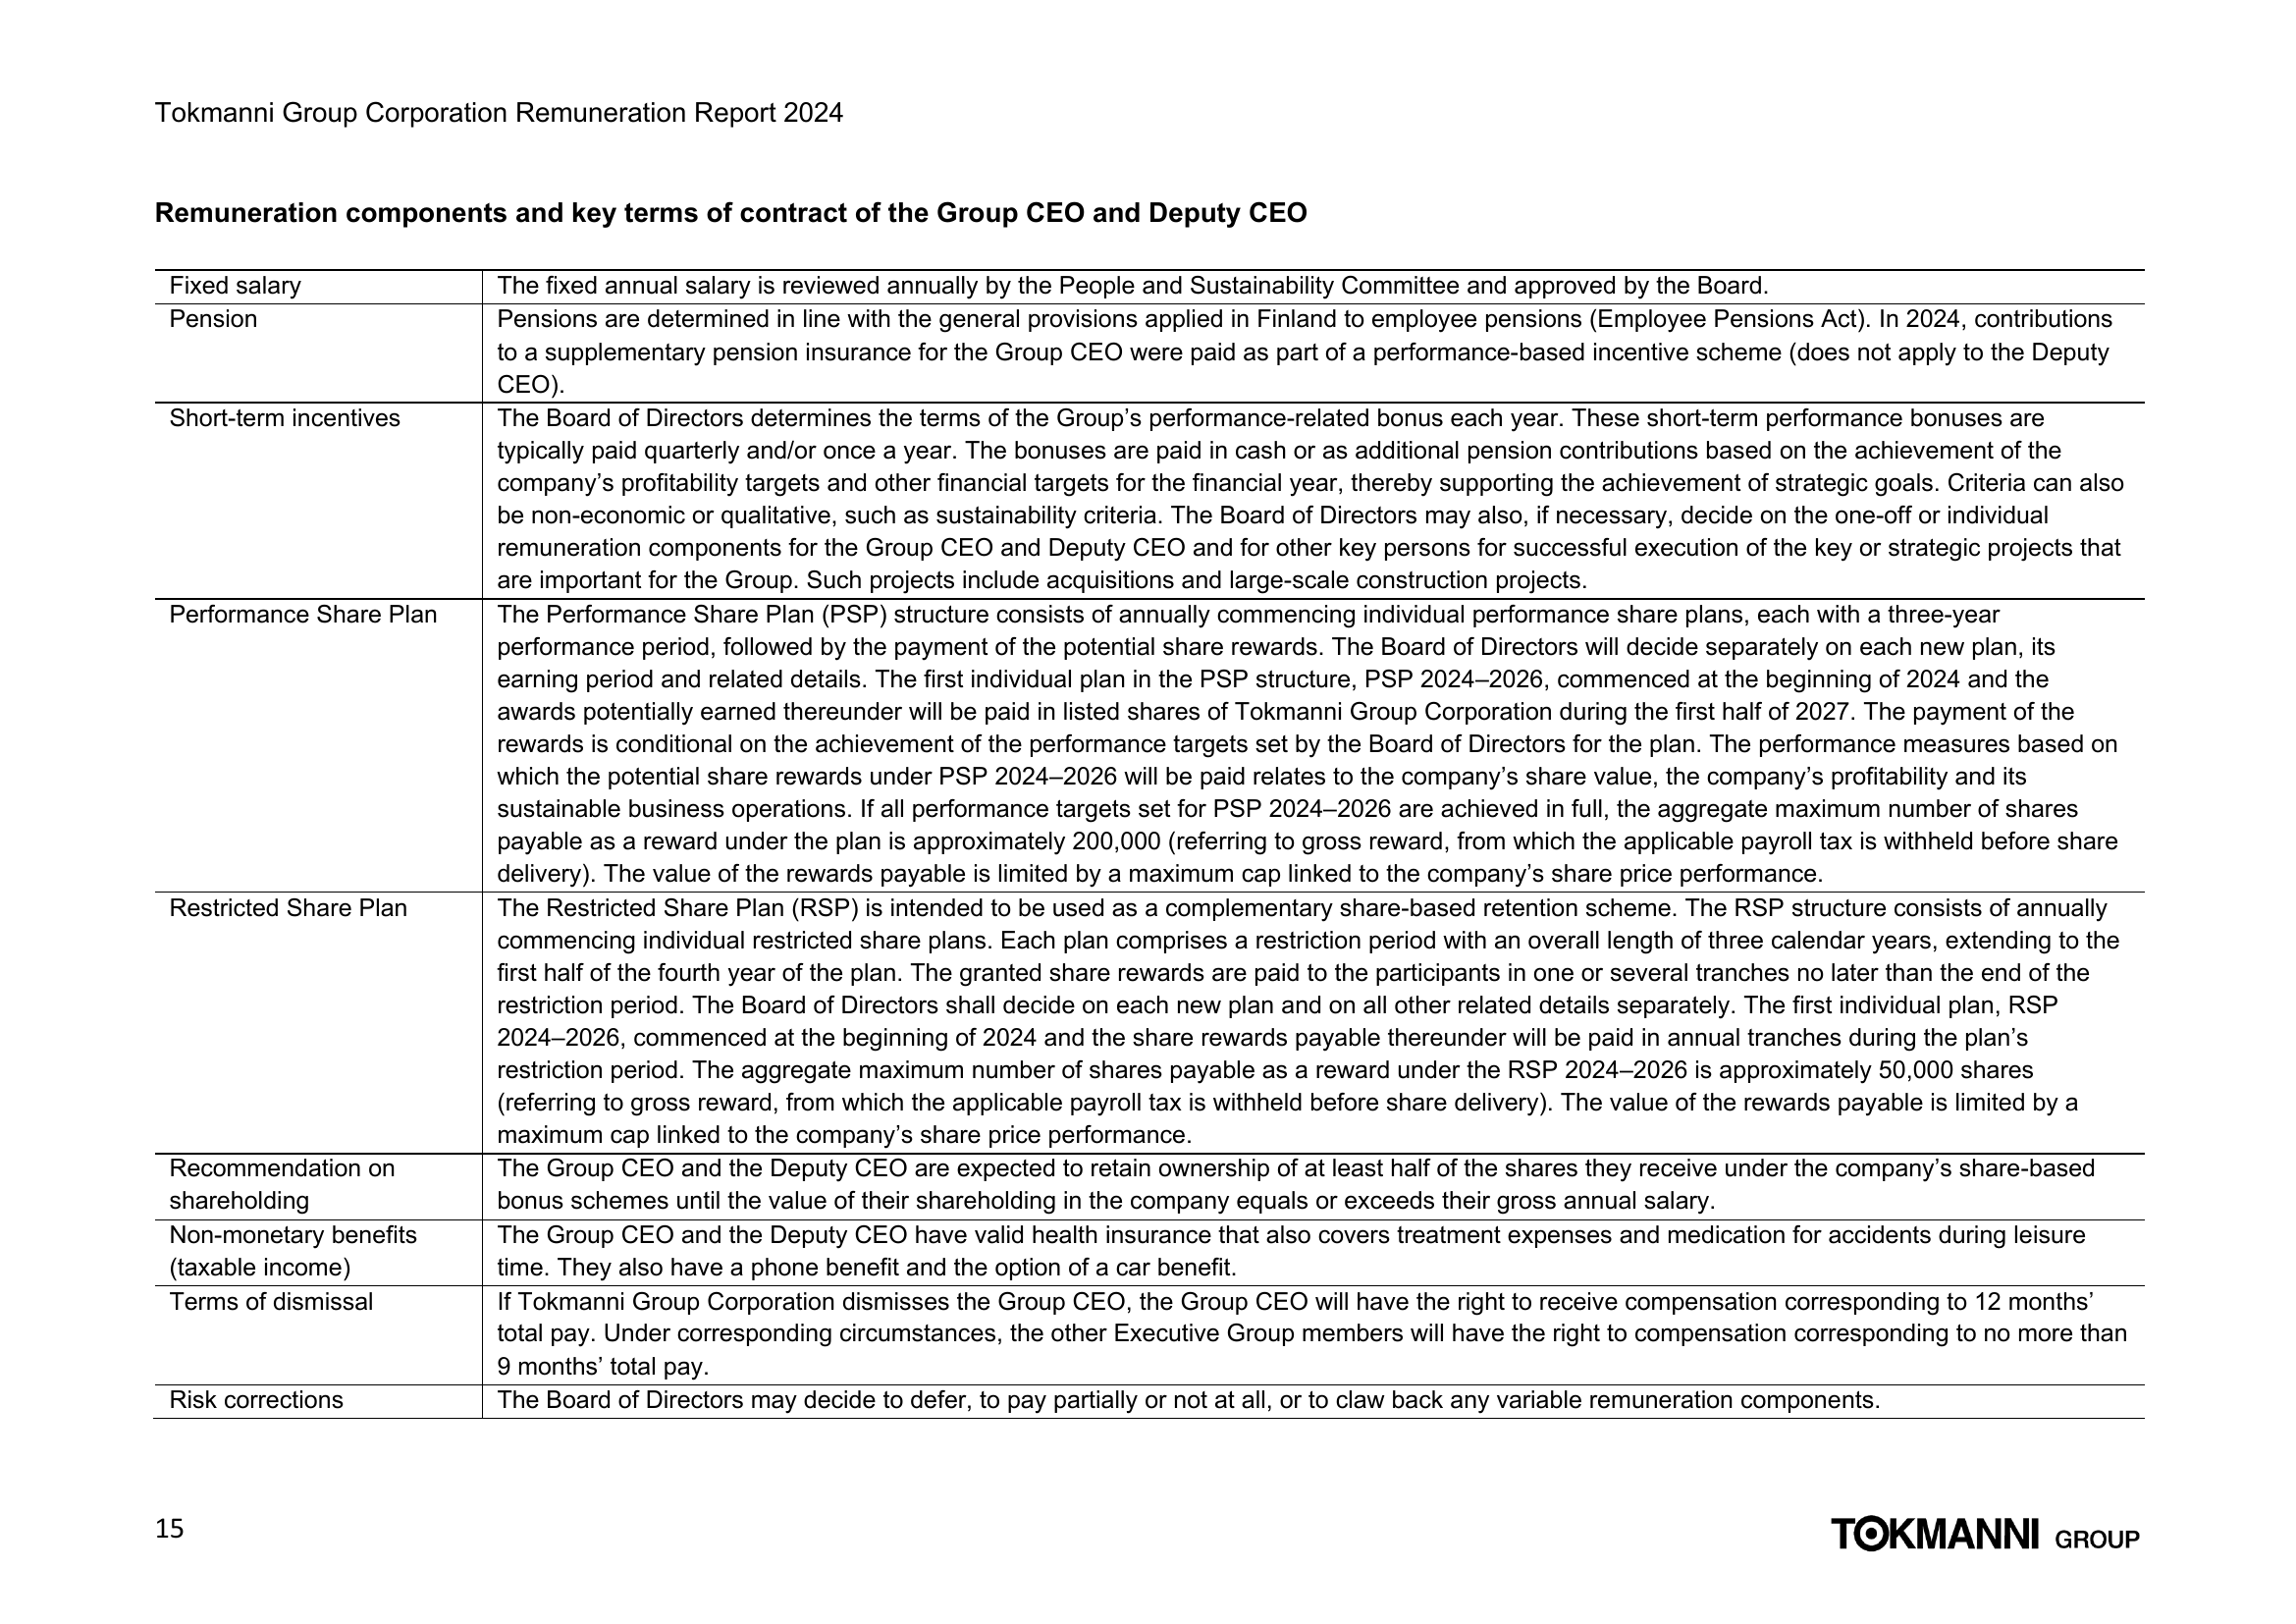 Tokmanni Group Corporation Remuneration Report 2024
Remuneration components and key terms of contract of the Group CEO and Deputy CEO
Fixed salary
The fixed annual salary is reviewed annually by the People and Sustainability Committee and approved by the Board.
Pension
Pensions are determined in line with the general provisions applied in Finland to employee pensions (Employee Pensions Act). In 2024, contributions
to a supplementary pension insurance for the Group CEO were paid as part of a performance-based incentive scheme (does not apply to the Deputy
CEO).
Short-term incentives
The Board of Directors determines the terms of the Group’s performance-related bonus each year. These short-term performance bonuses are
typically paid quarterly and/or once a year. The bonuses are paid in cash or as additional pension contributions based on the achievement of the
company’s profitability targets and other financial targets for the financial year, thereby supporting the achievement of strategic goals. Criteria can also
be non-economic or qualitative, such as sustainability criteria. The Board of Directors may also, if necessary, decide on the one-off or individual
remuneration components for the Group CEO and Deputy CEO and for other key persons for successful execution of the key or strategic projects that
are important for the Group. Such projects include acquisitions and large-scale construction projects.
Performance Share Plan
The Performance Share Plan (PSP) structure consists of annually commencing individual performance share plans, each with a three-year
performance period, followed by the payment of the potential share rewards. The Board of Directors will decide separately on each new plan, its
earning period and related details. The first individual plan in the PSP structure, PSP 2024–2026, commenced at the beginning of 2024 and the
awards potentially earned thereunder will be paid in listed shares of Tokmanni Group Corporation during the first half of 2027. The payment of the
rewards is conditional on the achievement of the performance targets set by the Board of Directors for the plan. The performance measures based on
which the potential share rewards under PSP 2024–2026 will be paid relates to the company’s share value, the company’s profitability and its
sustainable business operations. If all performance targets set for PSP 2024–2026 are achieved in full, the aggregate maximum number of shares
payable as a reward under the plan is approximately 200,000 (referring to gross reward, from which the applicable payroll tax is withheld before share
delivery). The value of the rewards payable is limited by a maximum cap linked to the company’s share price performance.
Restricted Share Plan
The Restricted Share Plan (RSP) is intended to be used as a complementary share-based retention scheme. The RSP structure consists of annually
commencing individual restricted share plans. Each plan comprises a restriction period with an overall length of three calendar years, extending to the
first half of the fourth year of the plan. The granted share rewards are paid to the participants in one or several tranches no later than the end of the
restriction period. The Board of Directors shall decide on each new plan and on all other related details separately. The first individual plan, RSP
2024–2026, commenced at the beginning of 2024 and the share rewards payable thereunder will be paid in annual tranches during the plan’s
restriction period. The aggregate maximum number of shares payable as a reward under the RSP 2024–2026 is approximately 50,000 shares
(referring to gross reward, from which the applicable payroll tax is withheld before share delivery). The value of the rewards payable is limited by a
maximum cap linked to the company’s share price performance.
Recommendation on
shareholding
The Group CEO and the Deputy CEO are expected to retain ownership of at least half of the shares they receive under the company’s share-based
bonus schemes until the value of their shareholding in the company equals or exceeds their gross annual salary.
Non-monetary benefits
(taxable income)
The Group CEO and the Deputy CEO have valid health insurance that also covers treatment expenses and medication for accidents during leisure
time. They also have a phone benefit and the option of a car benefit.
Terms of dismissal
If Tokmanni Group Corporation dismisses the Group CEO, the Group CEO will have the right to receive compensation corresponding to 12 months’
total pay. Under corresponding circumstances, the other Executive Group members will have the right to compensation corresponding to no more than
9 months’ total pay.
Risk corrections
The Board of Directors may decide to defer, to pay partially or not at all, or to claw back any variable remuneration components.
15
TOKMANNI GROUP